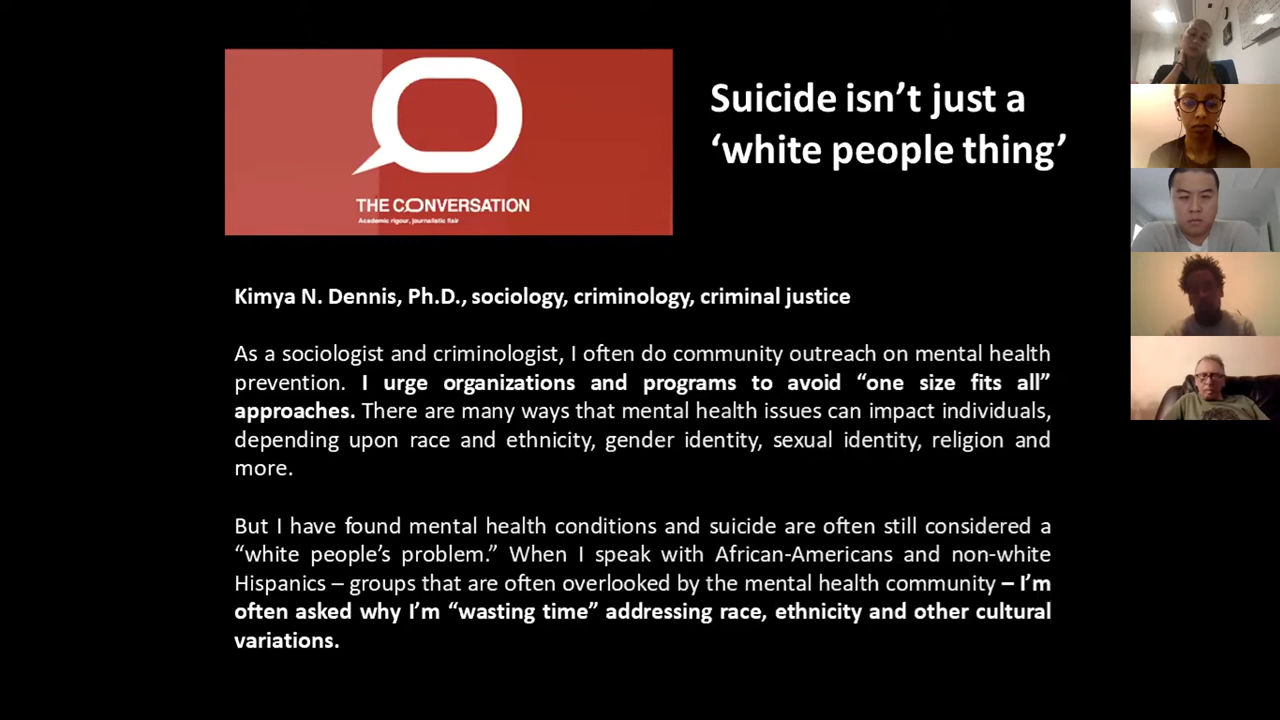 THE CONVERSATION
Academic rigour, journalistic flair
Suicide isn’t just a
‘white people thing’
Kimya N. Dennis, Ph.D., sociology, criminology, criminal justice
As a sociologist and criminologist, I often do community outreach on mental health
prevention. I urge organizations and programs to avoid “one size fits all”
approaches. There are many ways that mental health issues can impact individuals,
depending upon race and ethnicity, gender identity, sexual identity, religion and
more.
But I have found mental health conditions and suicide are often still considered a
“white people’s problem.” When I speak with African-Americans and non-white
Hispanics – groups that are often overlooked by the mental health community – I’m
often asked why I’m “wasting time” addressing race, ethnicity and other cultural
variations.